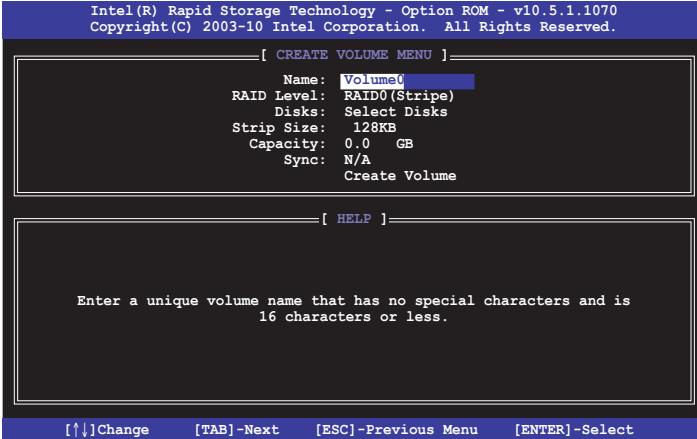 Intel(R) Rapid Storage Technology - Option ROM - v10.5.1.1070
Copyright(C) 2003-10 Intel Corporation. All Rights Reserved.
[ CREATE VOLUME MENU ]
Name: Volume0
RAID Level: RAID0(Stripe)
Disks: Select Disks
Strip Size: 128KB
Capacity: 0.0 GB
Sync: N/A
Create Volume
[ HELP ]
Enter a unique volume name that has no special characters and is
16 characters or less.
[↑↓]Change [TAB]-Next [ESC]-Previous Menu [ENTER]-Select